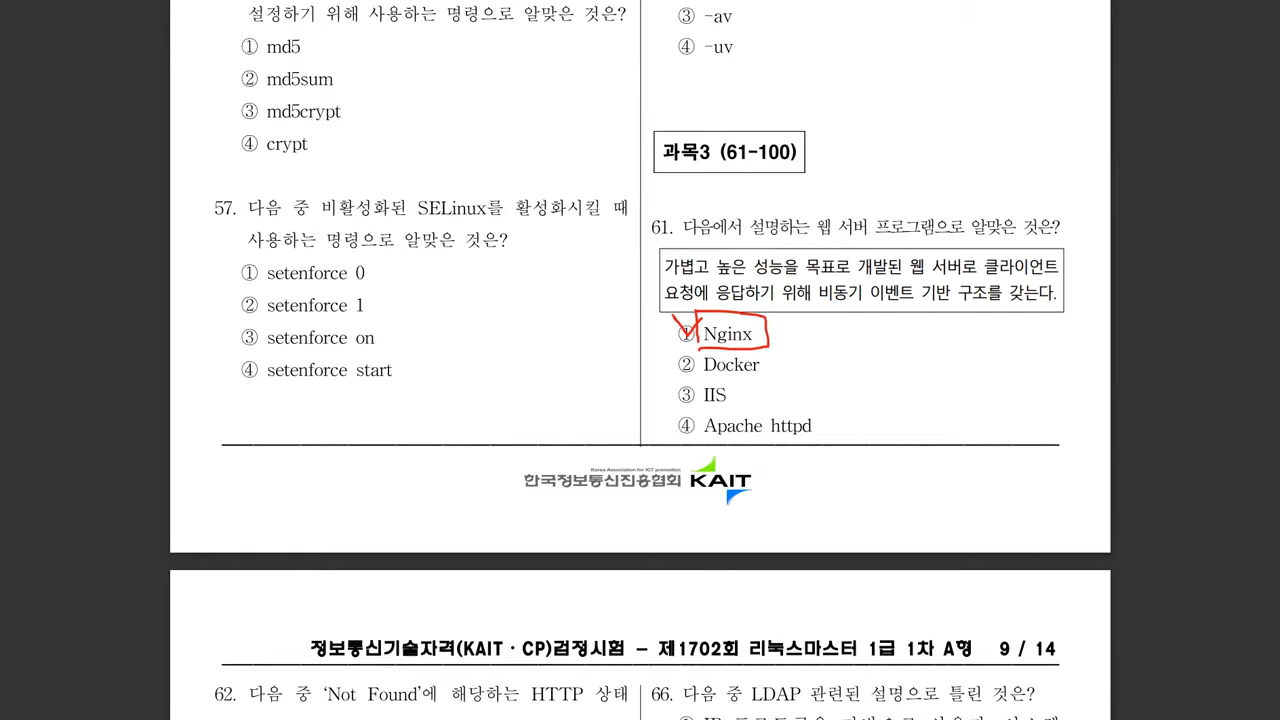 설정하기 위해 사용하는 명령으로 알맞은 것은?
① md5
② md5sum
③ md5crypt
④ crypt
57. 다음 중 비활성화된 SELinux를 활성화시킬 때
사용하는 명령으로 알맞은 것은?
① setenforce 0
② setenforce 1
③ setenforce on
④ setenforce start
③ -av
④ -uv
과목3 (61-100)
61. 다음에서 설명하는 웹 서버 프로그램으로 알맞은 것은?
가볍고 높은 성능을 목표로 개발된 웹 서버로 클라이언트
요청에 응답하기 위해 비동기 이벤트 기반 구조를 갖는다.
① Nginx
② Docker
③ IIS
④ Apache httpd
Korea Association for ICT promotion
한국정보통신진흥협회 KAIT
정보통신기술자격(KAIT·CP)검정시험 - 제1702회 리눅스마스터 1급 1차 A형 9 / 14
62. 다음 중 'Not Found'에 해당하는 HTTP 상태
66. 다음 중 LDAP 관련된 설명으로 틀린 것은?